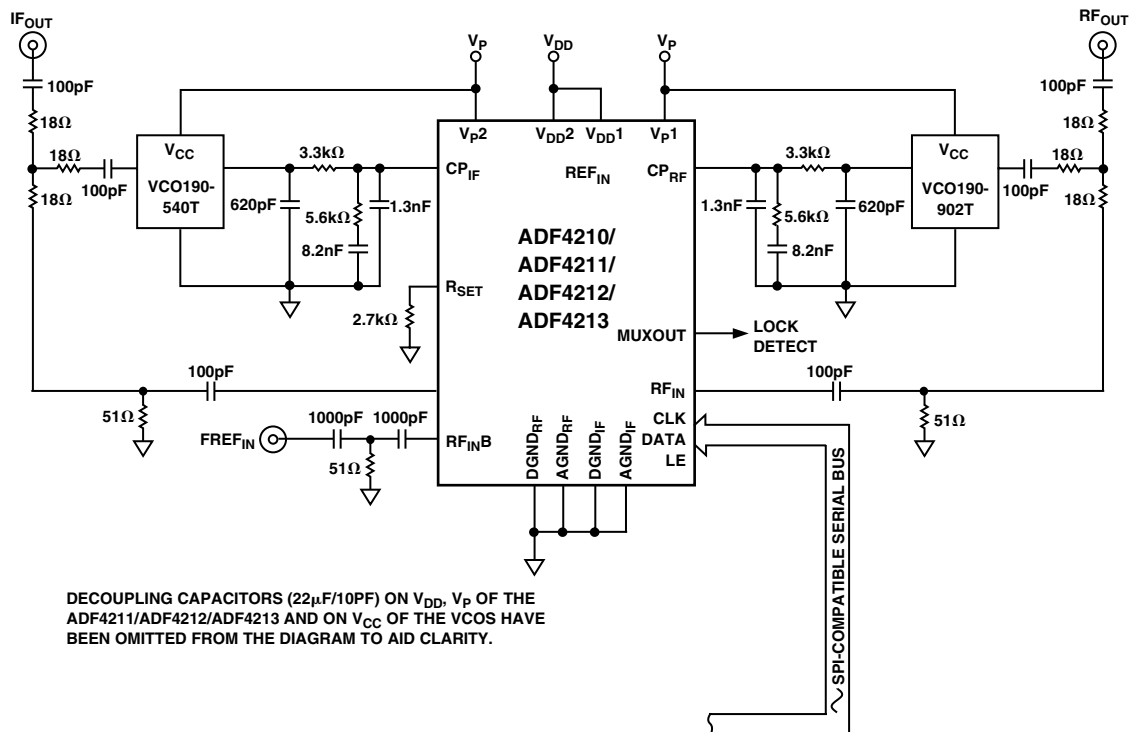 IFOUT
RFOUT
VP
VDD
VP
100pF
100pF
18Ω
18Ω
VP2
VDD2
VDD1
VP1
18Ω
VCC
3.3kΩ
CPIF
REFIN
CPRF
3.3kΩ
VCC
18Ω
100pF
VCO190-
540T
VCO190-
902T
100pF
18Ω
18Ω
620pF
1.3nF
1.3nF
620pF
5.6kΩ
5.6kΩ
8.2nF
8.2nF
ADF4210/
ADF4211/
ADF4212/
ADF4213
RSET
2.7kΩ
MUXOUT
LOCK
DETECT
100pF
100pF
RFIN
51Ω
51Ω
1000pF
1000pF
CLK
DATA
LE
FREFIN
RFINB
51Ω
DGNDRF
AGNDRF
DGNDIF
AGNDIF
SPI-COMPATIBLE SERIAL BUS
DECOUPLING CAPACITORS (22μF/10PF) ON VDD, VP OF THE
ADF4211/ADF4212/ADF4213 AND ON VCC OF THE VCOS HAVE
BEEN OMITTED FROM THE DIAGRAM TO AID CLARITY.